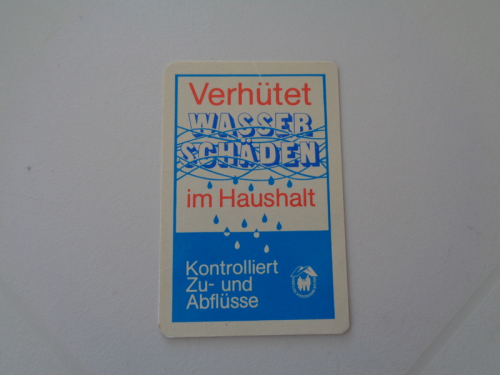 Verhütet
WASSER
SCHÄDEN
im Haushalt
Kontrolliert
Zu- und
Abflüsse